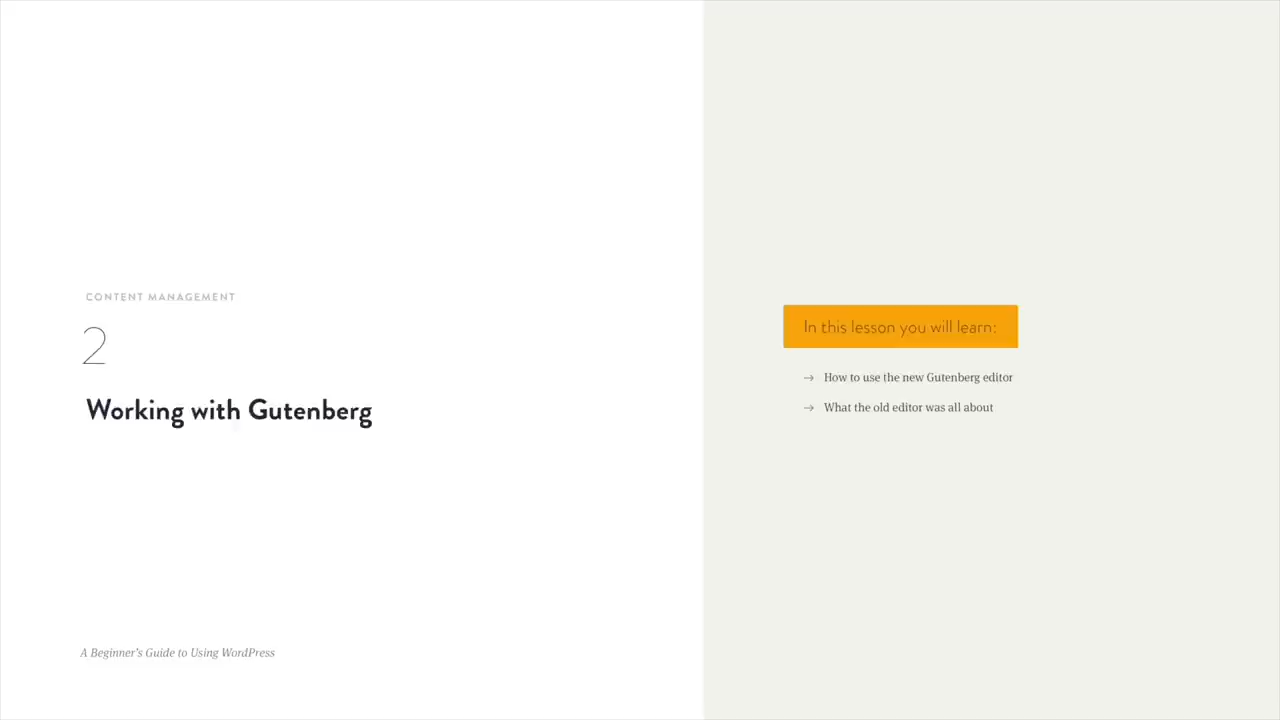 CONTENT MANAGEMENT
2
Working with Gutenberg
A Beginner's Guide to Using WordPress
In this lesson you will learn:
→ How to use the new Gutenberg editor
→ What the old editor was all about